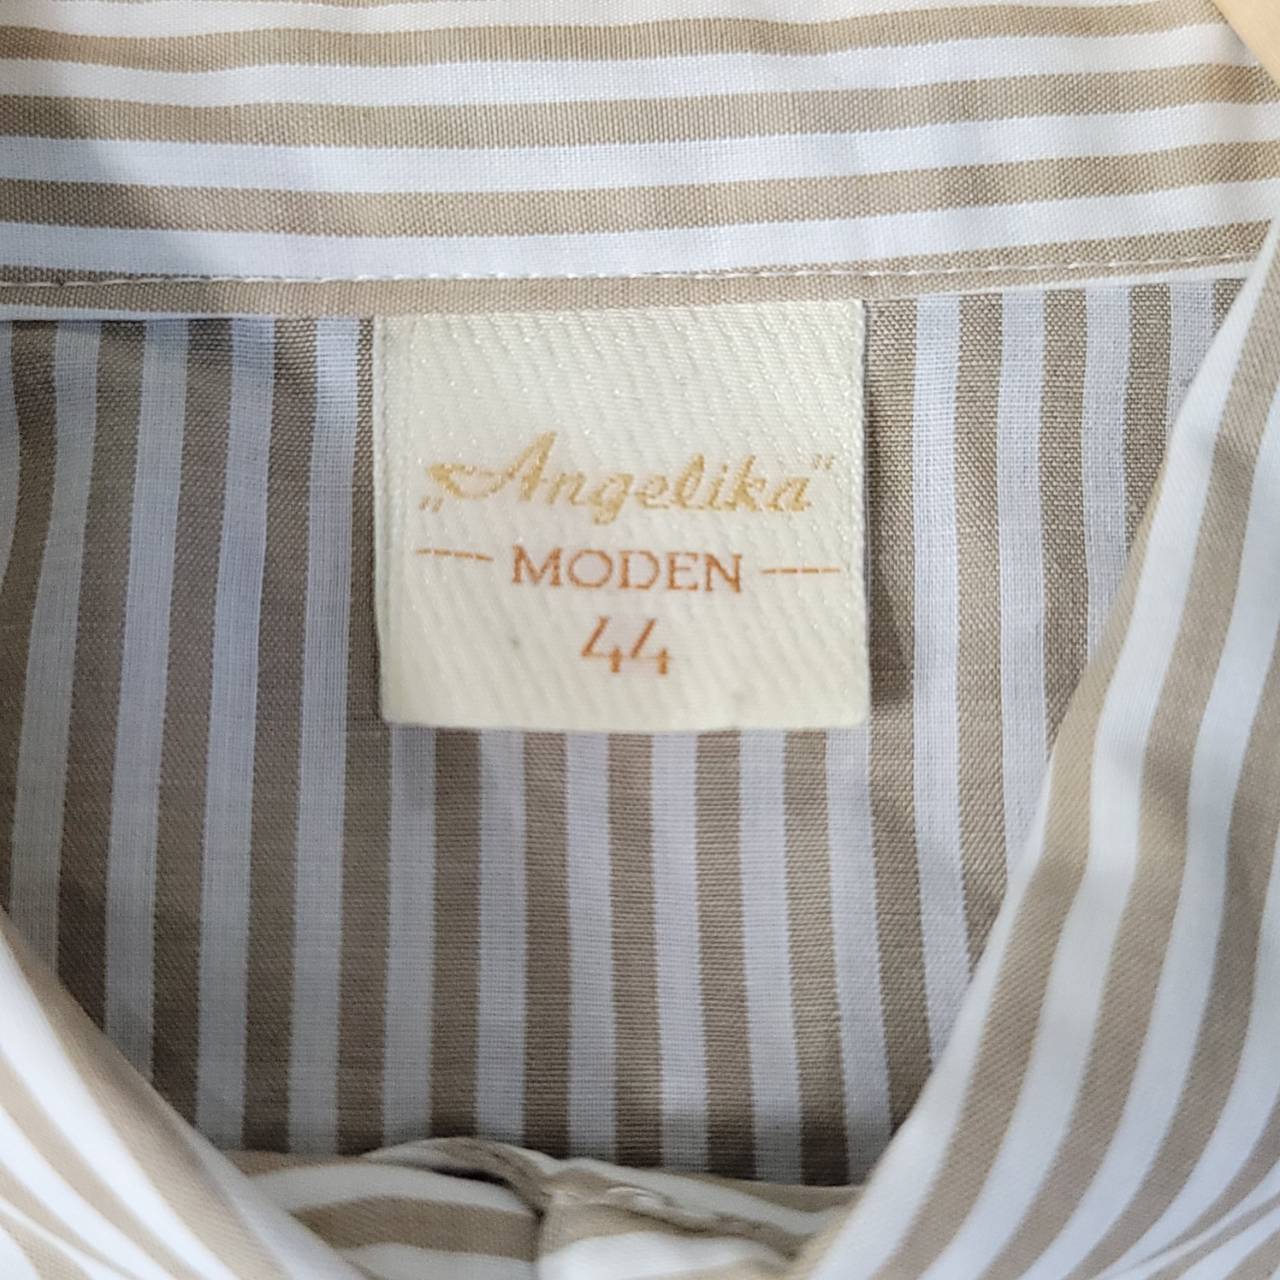 „Angelika"
--- MODEN ---
44